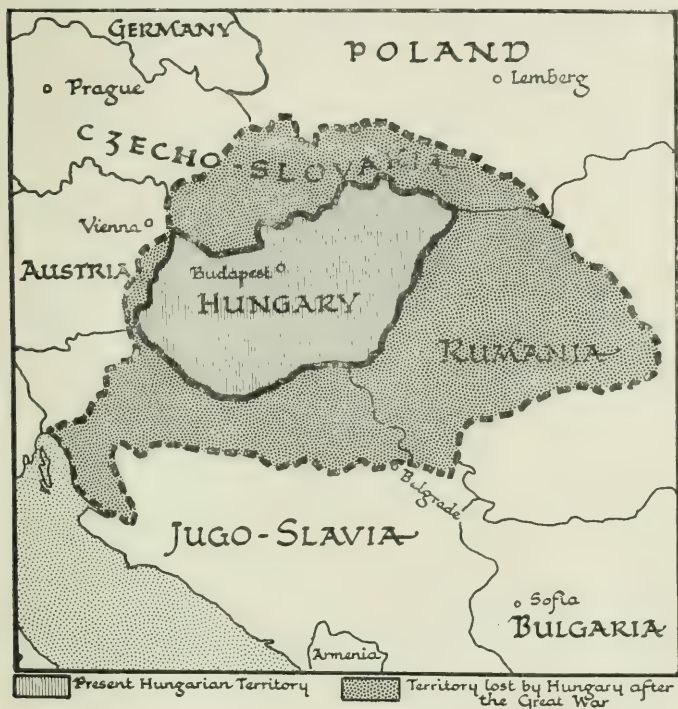 GERMANY
POLAND
Prague
Lemberg
CZECHO-SLOVAKIA
Vienna
AUSTRIA
Budapest
HUNGARY
RUMANIA
Belgrade
JUGO-SLAVIA
Sofia
BULGARIA
Armenia
Present Hungarian Territory
Territory lost by Hungary after
the Great War